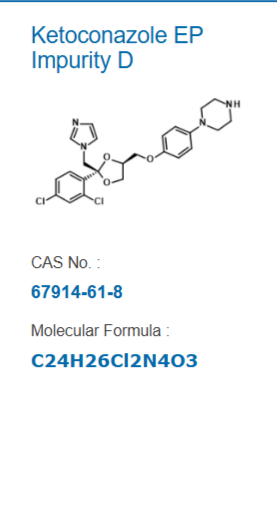 Ketoconazole EP
Impurity D
N
N
NH
N
O
O
O
Cl
Cl
CAS No. :
67914-61-8
Molecular Formula :
C24H26Cl2N4O3